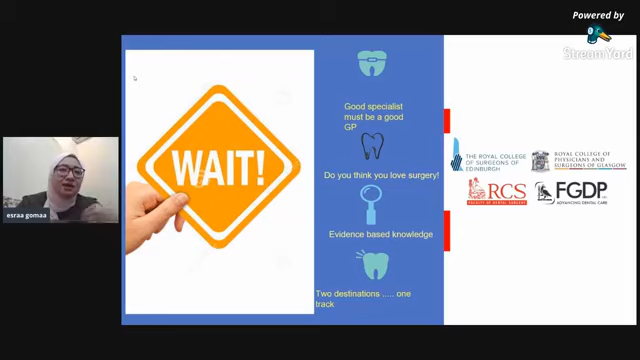 Powered by
StreamYard
WAIT!
Good specialist
must be a good
GP
Do you think you love surgery!
Evidence based knowledge
Two destinations ..... one
track
THE ROYAL COLLEGE
OF SURGEONS OF
EDINBURGH
ROYAL COLLEGE OF
PHYSICIANS AND
SURGEONS OF GLASGOW
RCS
FACULTY OF DENTAL SURGERY
FGDP
ADVANCING DENTAL CARE
esraa gomaa